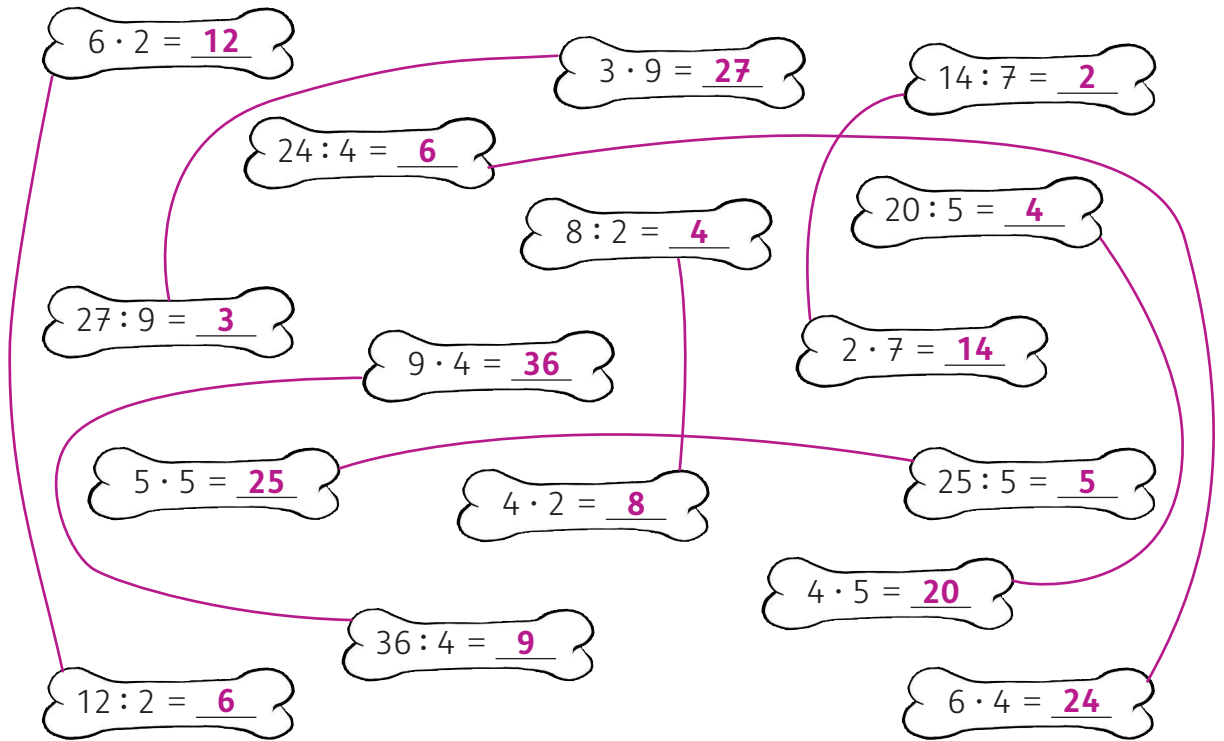 6 · 2 = 12
3 · 9 = 27
14 : 7 = 2
24 : 4 = 6
20 : 5 = 4
8 : 2 = 4
27 : 9 = 3
9 · 4 = 36
2 · 7 = 14
5 · 5 = 25
4 · 2 = 8
25 : 5 = 5
4 · 5 = 20
36 : 4 = 9
12 : 2 = 6
6 · 4 = 24